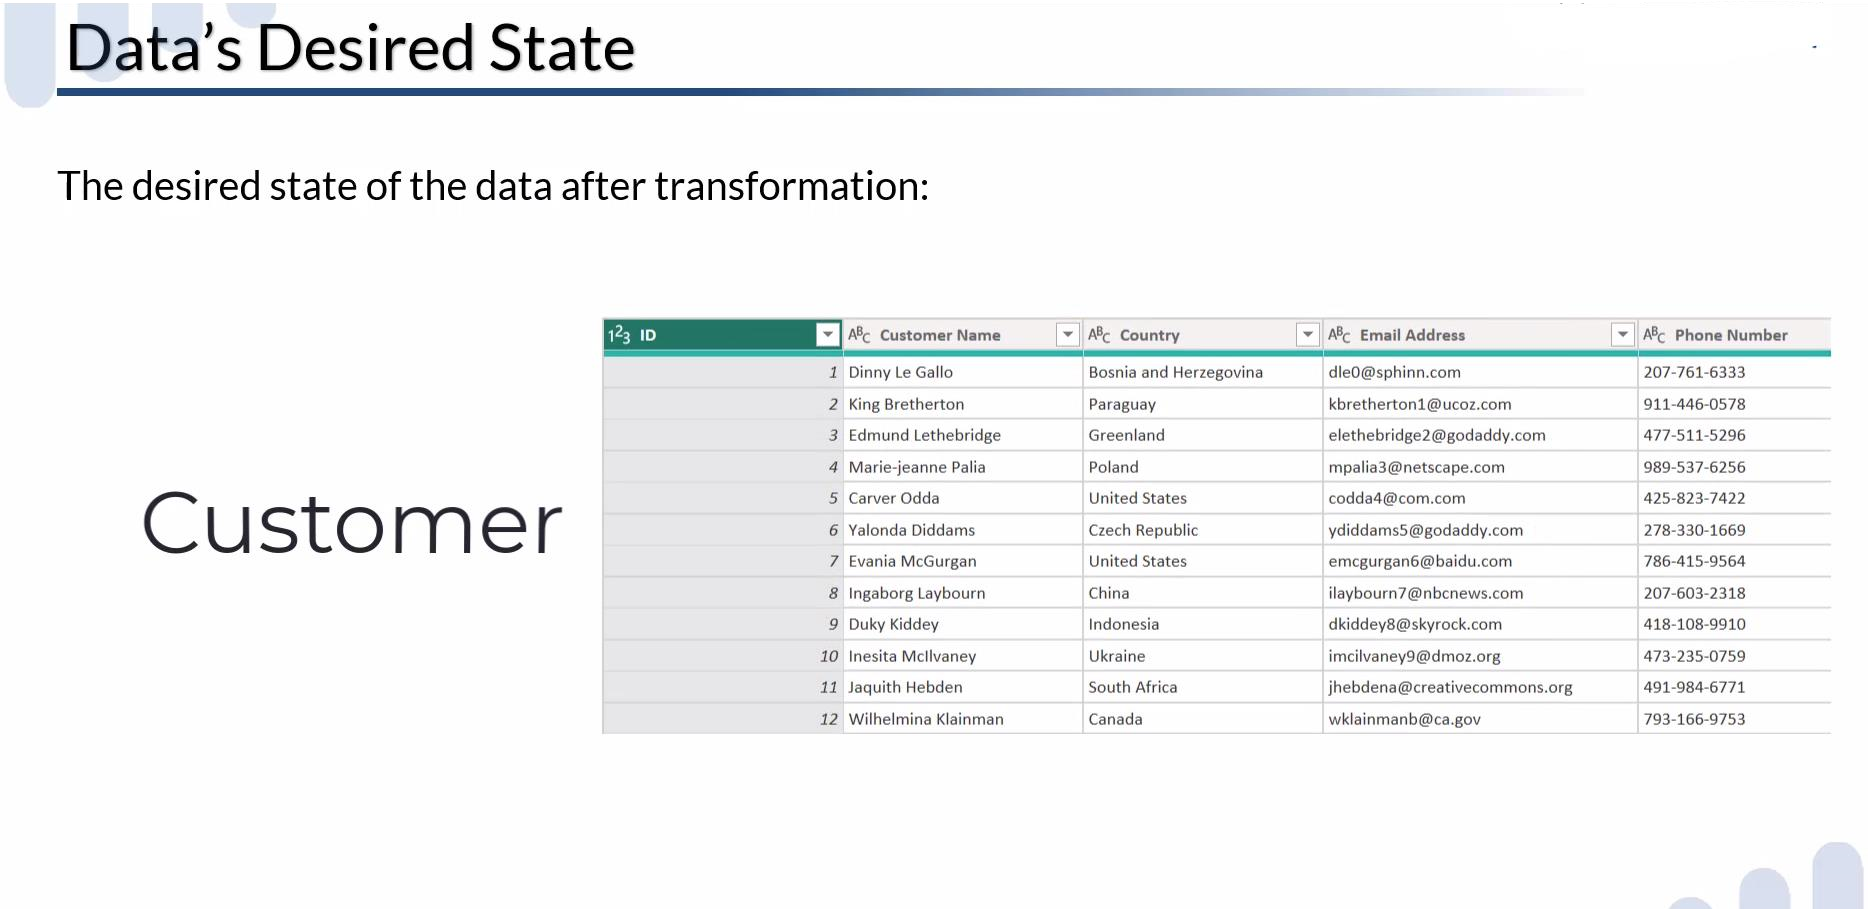 Data’s Desired State
The desired state of the data after transformation:
Customer
1²3 ID ABC Customer Name ABC Country ABC Email Address ABC Phone Number
1 Dinny Le Gallo Bosnia and Herzegovina dle0@sphinn.com 207-761-6333
2 King Bretherton Paraguay kbretherton1@ucoz.com 911-446-0578
3 Edmund Lethebridge Greenland elethebridge2@godaddy.com 477-511-5296
4 Marie-jeanne Palia Poland mpalia3@netscape.com 989-537-6256
5 Carver Odda United States codda4@com.com 425-823-7422
6 Yalonda Diddams Czech Republic ydiddams5@godaddy.com 278-330-1669
7 Evania McGurgan United States emcgurgan6@baidu.com 786-415-9564
8 Ingaborg Laybourn China ilaybourn7@nbcnews.com 207-603-2318
9 Duky Kiddey Indonesia dkiddey8@skyrock.com 418-108-9910
10 Inesita McIlvaney Ukraine imcilvaney9@dmoz.org 473-235-0759
11 Jaquith Hebden South Africa jhebdena@creativecommons.org 491-984-6771
12 Wilhelmina Klainman Canada wklainmanb@ca.gov 793-166-9753